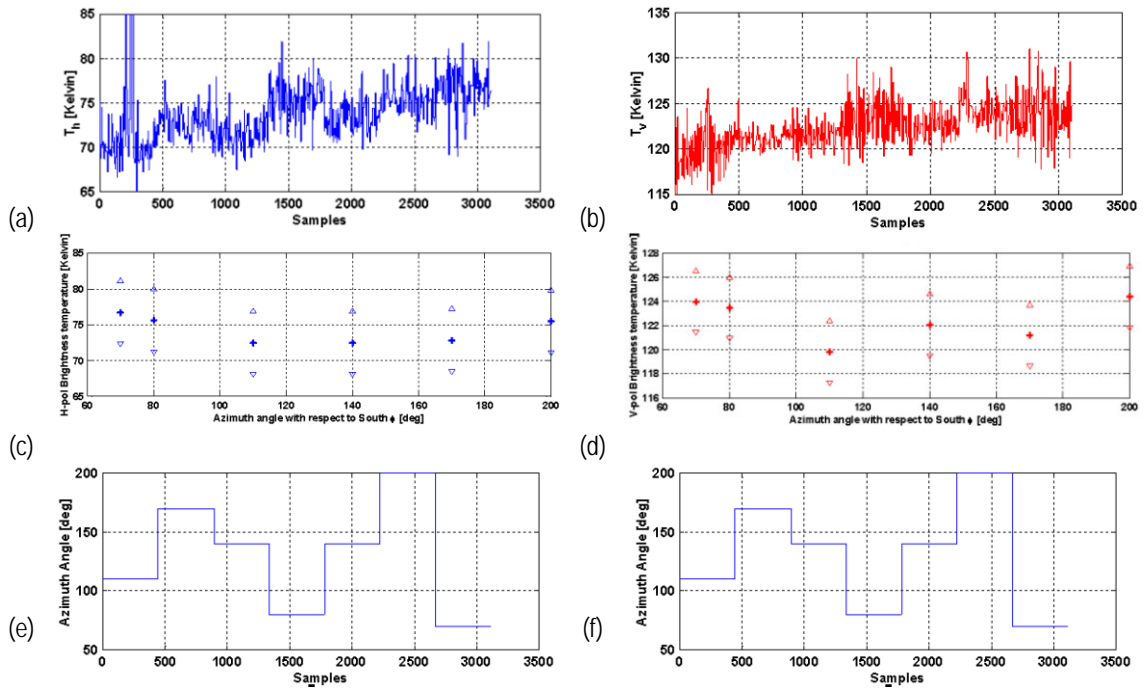 85
80
75
70
65
T_h [Kelvin]
0 500 1000 1500 2000 2500 3000 3500
Samples
(a)
135
130
125
120
115
T_v [Kelvin]
0 500 1000 1500 2000 2500 3000 3500
Samples
(b)
85
80
75
70
65
H-pol Brightness temperature [Kelvin]
60 80 100 120 140 160 180 200
Azimuth angle with respect to South ϕ [deg]
(c)
128
126
124
122
120
118
116
V-pol Brightness temperature [Kelvin]
60 80 100 120 140 160 180 200
Azimuth angle with respect to South ϕ [deg]
(d)
200
150
100
50
Azimuth Angle [deg]
0 500 1000 1500 2000 2500 3000 3500
Samples
(e)
200
150
100
50
Azimuth Angle [deg]
0 500 1000 1500 2000 2500 3000 3500
Samples
(f)